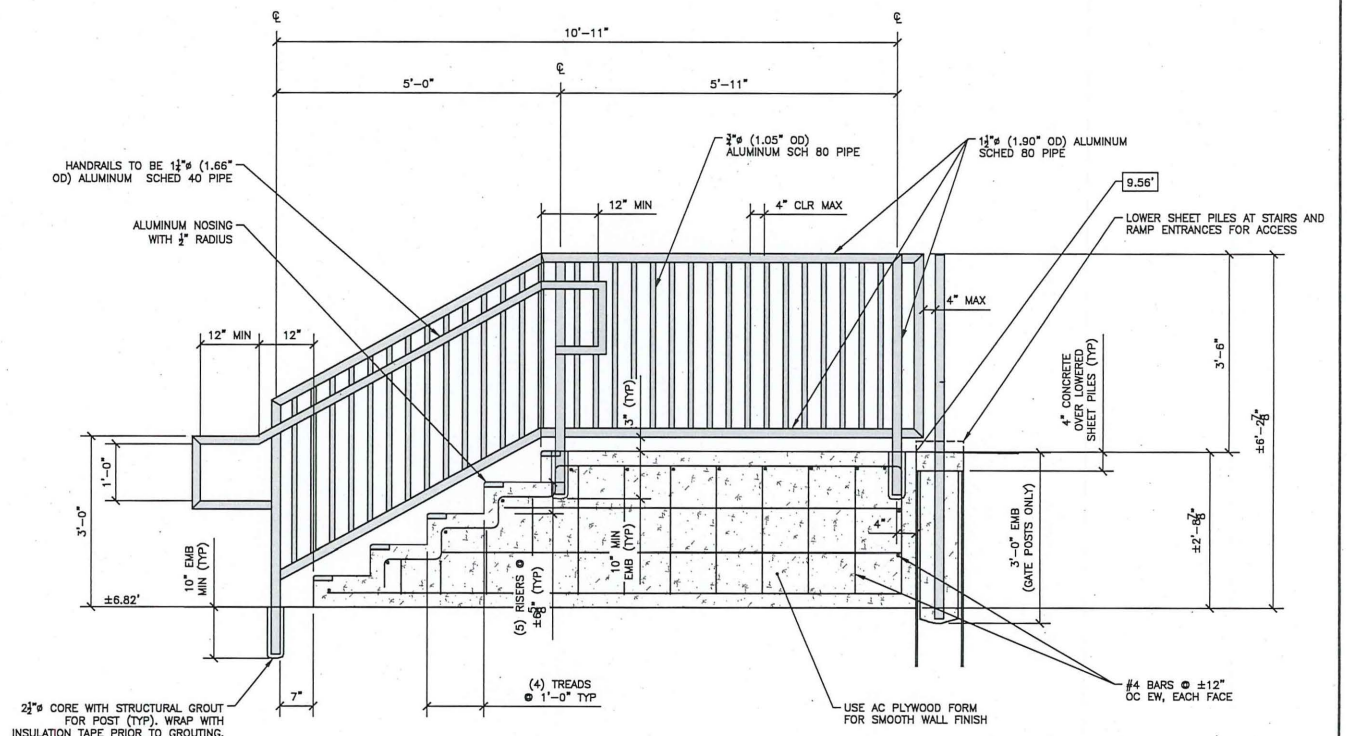 ℄
℄
10'-11"
℄
5'-0"
5'-11"
HANDRAILS TO BE 1¼"ø (1.66"
OD) ALUMINUM SCHED 40 PIPE
¾"ø (1.05" OD)
ALUMINUM SCH 80 PIPE
1½"ø (1.90" OD) ALUMINUM
SCHED 80 PIPE
9.56'
ALUMINUM NOSING
WITH ½" RADIUS
12" MIN
4" CLR MAX
LOWER SHEET PILES AT STAIRS AND
RAMP ENTRANCES FOR ACCESS
12" MIN
12"
4" MAX
3'-6"
±6'-2⅞"
4" CONCRETE
OVER LOWERED
SHEET PILES (TYP)
3" (TYP)
1'-0"
3'-0"
10" EMB
MIN (TYP)
±6.82'
(5) RISERS @
±6⅝" (TYP)
10" MIN
EMB (TYP)
4"
3'-0" EMB
(GATE POSTS ONLY)
±2'-8⅞"
7"
(4) TREADS
@ 1'-0" TYP
#4 BARS @ ±12"
OC EW, EACH FACE
USE AC PLYWOOD FORM
FOR SMOOTH WALL FINISH
2½"ø CORE WITH STRUCTURAL GROUT
FOR POST (TYP). WRAP WITH
INSULATION TAPE PRIOR TO GROUTING.